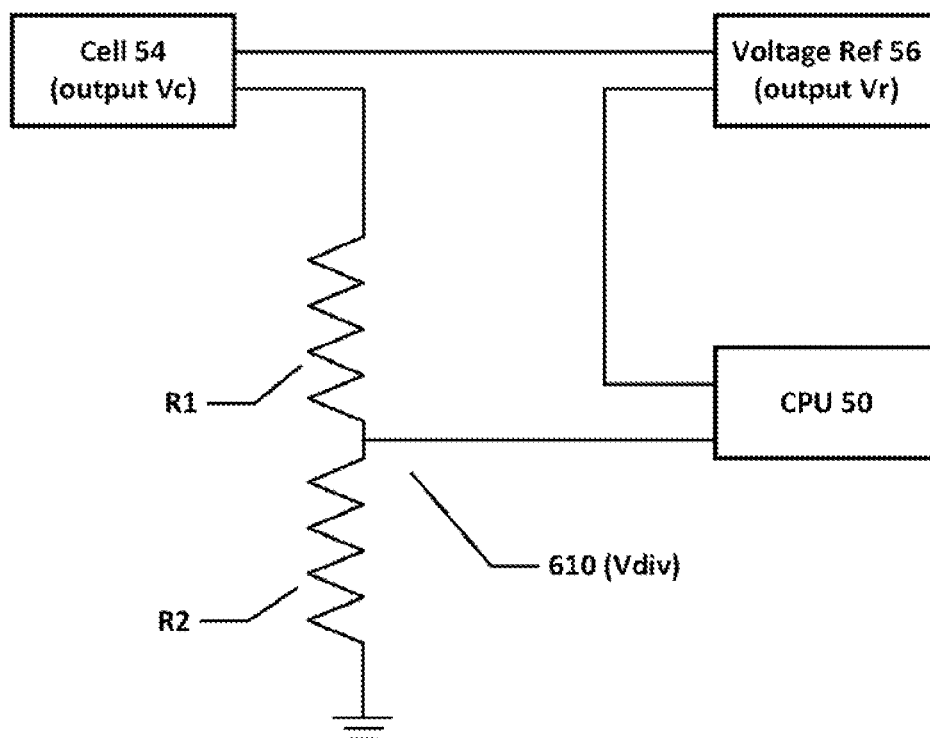 Cell 54
(output Vc)
Voltage Ref 56
(output Vr)
R1
CPU 50
610 (Vdiv)
R2